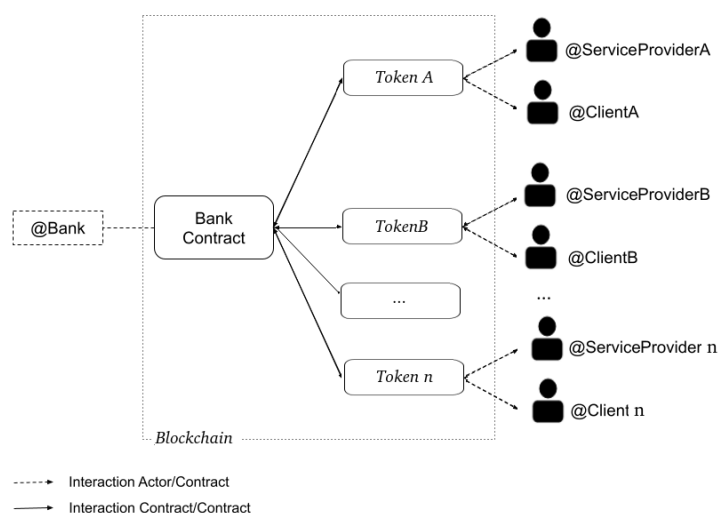 @ServiceProviderA
Token A
@ClientA
@ServiceProviderB
@Bank
Bank
Contract
TokenB
@ClientB
...
...
@ServiceProvider n
Token n
@Client n
Blockchain
Interaction Actor/Contract
Interaction Contract/Contract